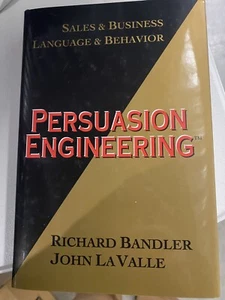 SALES & BUSINESS
LANGUAGE & BEHAVIOR
PERSUASION
ENGINEERING™
RICHARD BANDLER
JOHN LAVALLE